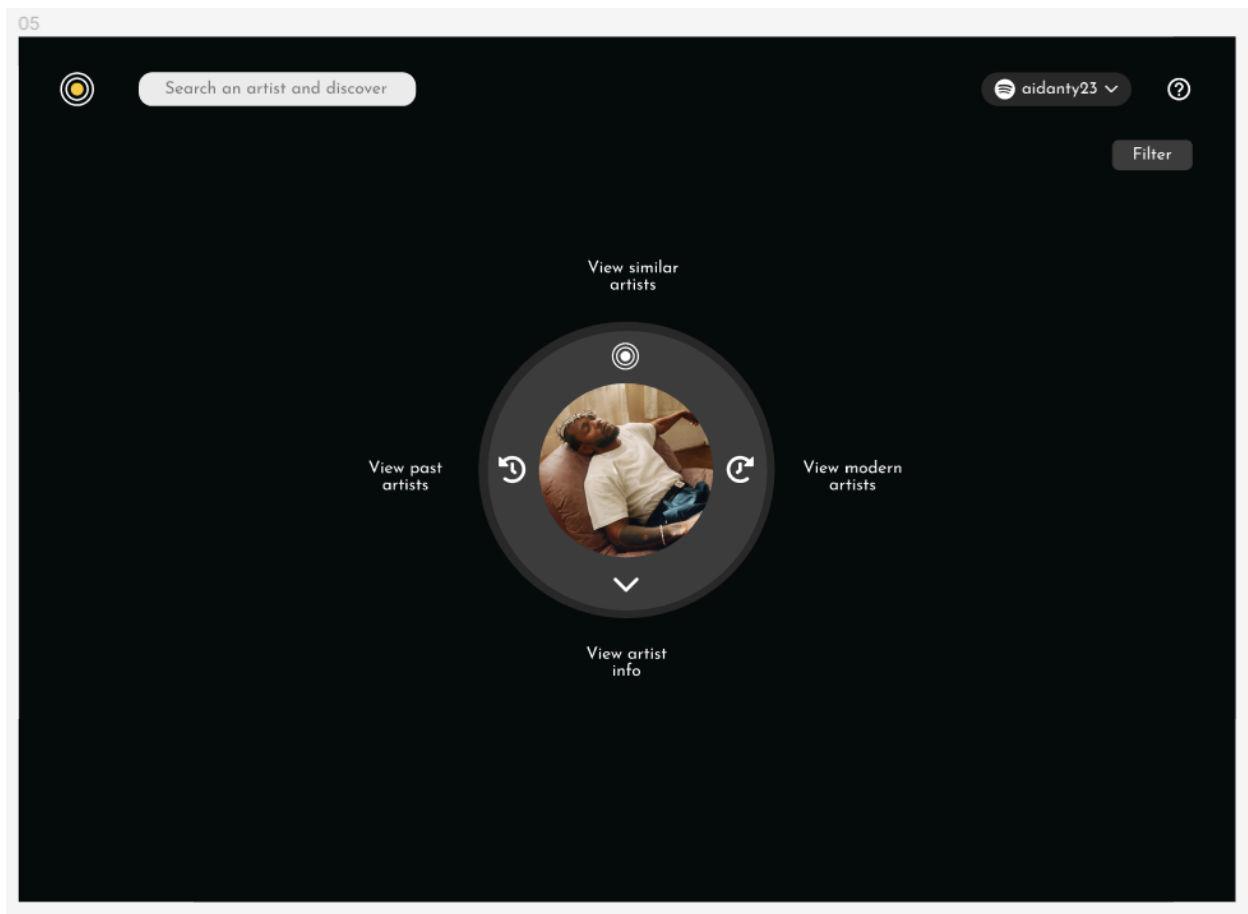 05
Search an artist and discover
aidanty23
Filter
View similar
artists
View past
artists
View modern
artists
View artist
info